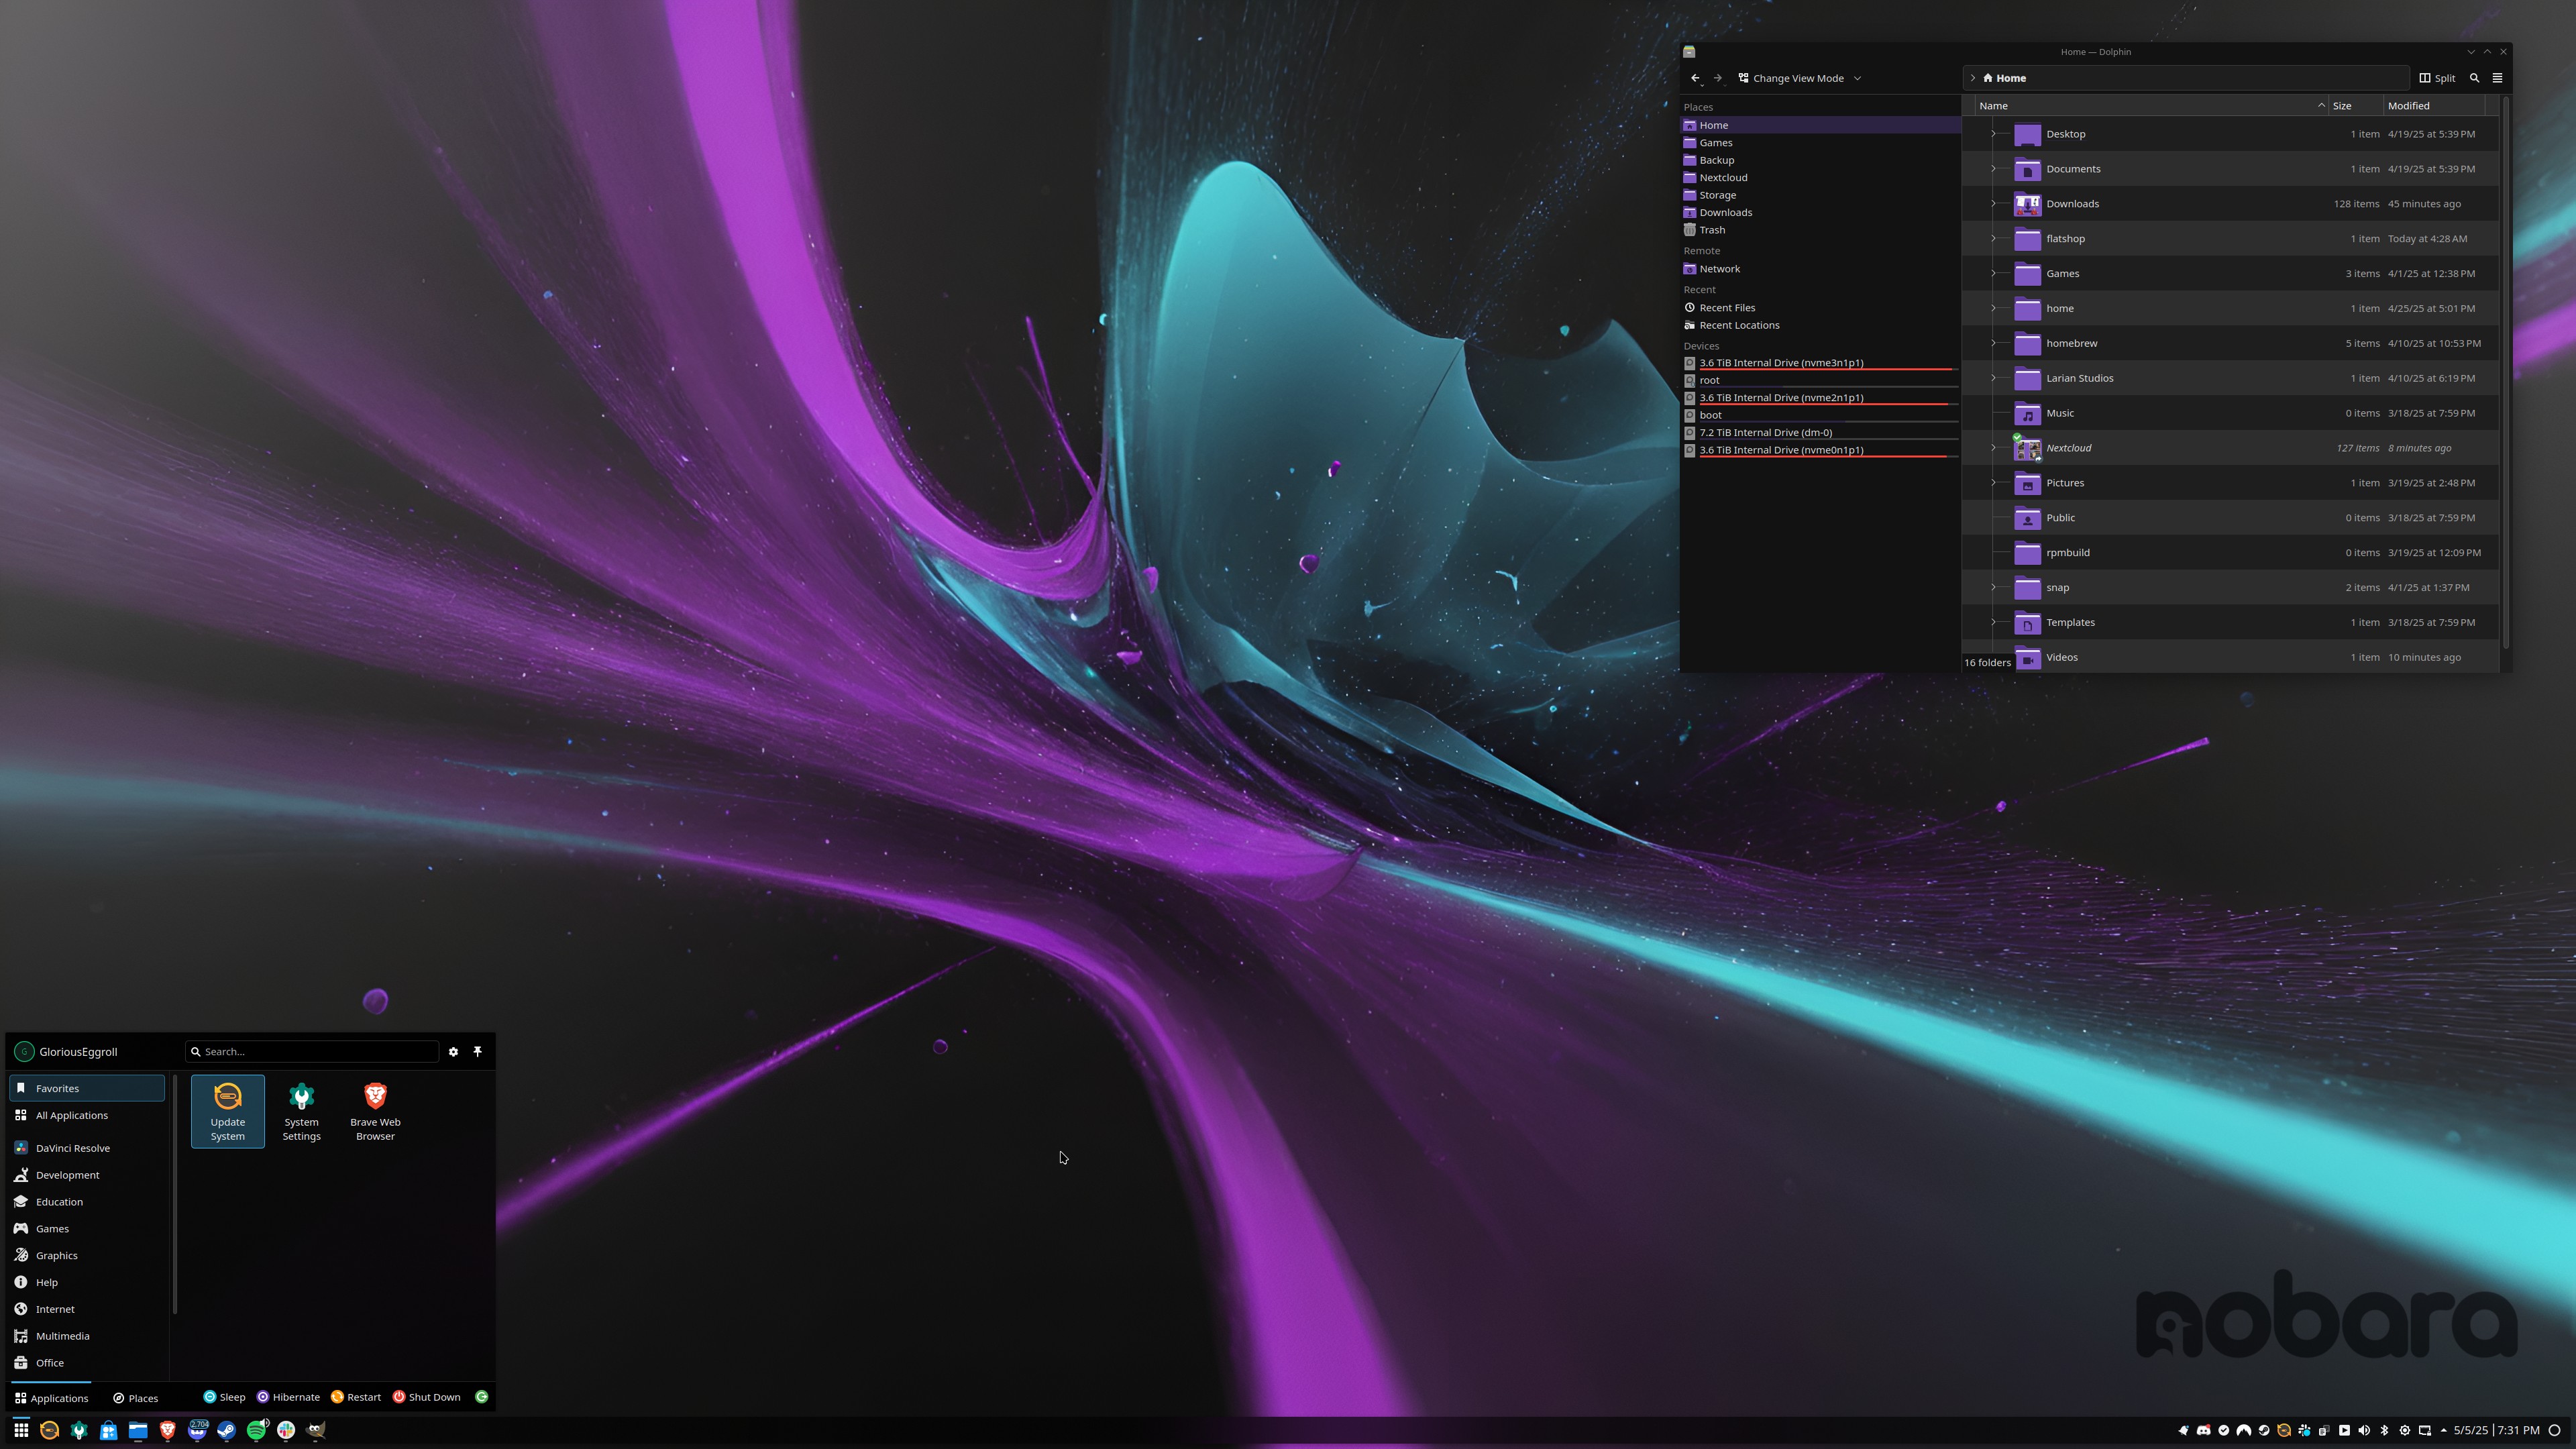 Home — Dolphin
Change View Mode
Home
Split
Places
Home
Games
Backup
Nextcloud
Storage
Downloads
Trash
Remote
Network
Recent
Recent Files
Recent Locations
Devices
3.6 TiB Internal Drive (nvme3n1p1)
root
3.6 TiB Internal Drive (nvme2n1p1)
boot
7.2 TiB Internal Drive (dm-0)
3.6 TiB Internal Drive (nvme0n1p1)
Name Size Modified
Desktop 1 item 4/19/25 at 5:39 PM
Documents 1 item 4/19/25 at 5:39 PM
Downloads 128 items 45 minutes ago
flatshop 1 item Today at 4:28 AM
Games 3 items 4/1/25 at 12:38 PM
home 1 item 4/25/25 at 5:01 PM
homebrew 5 items 4/10/25 at 10:53 PM
Larian Studios 1 item 4/10/25 at 6:19 PM
Music 0 items 3/18/25 at 7:59 PM
Nextcloud 127 items 8 minutes ago
Pictures 1 item 3/19/25 at 2:48 PM
Public 0 items 3/18/25 at 7:59 PM
rpmbuild 0 items 3/19/25 at 12:09 PM
snap 2 items 4/1/25 at 1:37 PM
Templates 1 item 3/18/25 at 7:59 PM
Videos 1 item 10 minutes ago
16 folders
G
GloriousEggroll
Search...
Favorites
All Applications
DaVinci Resolve
Development
Education
Games
Graphics
Help
Internet
Multimedia
Office
Update
System
System
Settings
Brave Web
Browser
Applications
Places
Sleep
Hibernate
Restart
Shut Down
nobara
2,704
5/5/25 | 7:31 PM